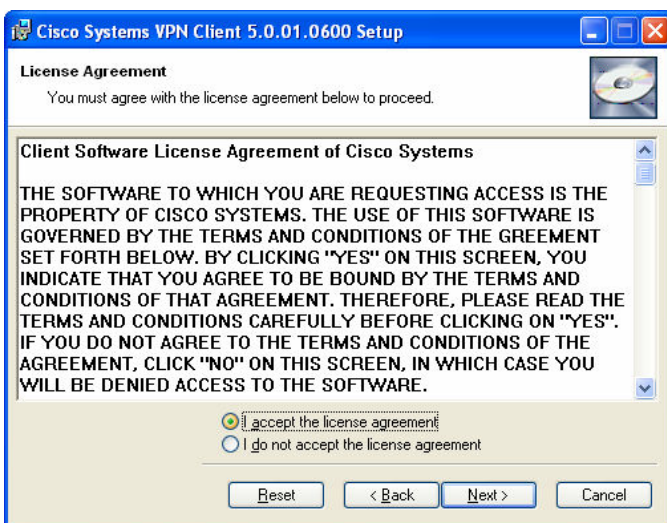 Cisco Systems VPN Client 5.0.01.0600 Setup
License Agreement
You must agree with the license agreement below to proceed.
Client Software License Agreement of Cisco Systems
THE SOFTWARE TO WHICH YOU ARE REQUESTING ACCESS IS THE
PROPERTY OF CISCO SYSTEMS. THE USE OF THIS SOFTWARE IS
GOVERNED BY THE TERMS AND CONDITIONS OF THE GREEMENT
SET FORTH BELOW. BY CLICKING "YES" ON THIS SCREEN, YOU
INDICATE THAT YOU AGREE TO BE BOUND BY THE TERMS AND
CONDITIONS OF THAT AGREEMENT. THEREFORE, PLEASE READ THE
TERMS AND CONDITIONS CAREFULLY BEFORE CLICKING ON "YES".
IF YOU DO NOT AGREE TO THE TERMS AND CONDITIONS OF THE
AGREEMENT, CLICK "NO" ON THIS SCREEN, IN WHICH CASE YOU
WILL BE DENIED ACCESS TO THE SOFTWARE.
I accept the license agreement
I do not accept the license agreement
Reset < Back Next > Cancel